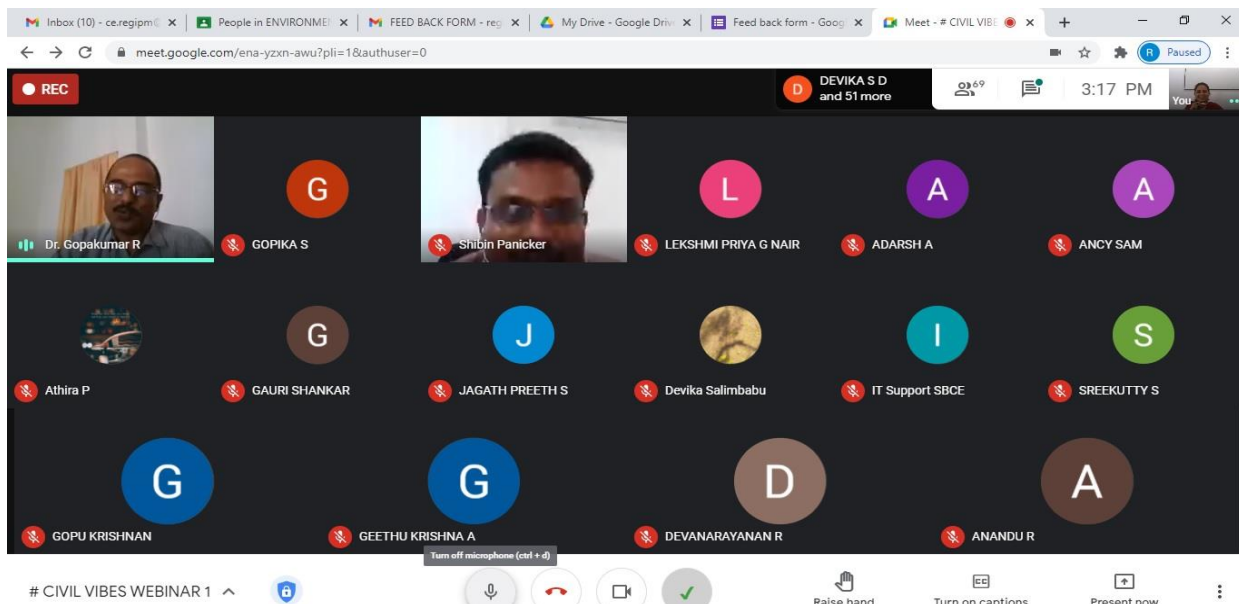 Inbox (10) - ce.regipm@
People in ENVIRONMEN
FEED BACK FORM - reg
My Drive - Google Driv
Feed back form - Goog
Meet - # CIVIL VIBE
meet.google.com/ena-yzxn-awu?pli=1&authuser=0
R Paused
REC
D DEVIKA S D
and 51 more
69
3:17 PM
You
Dr. Gopakumar R
G GOPIKA S
Shibin Panicker
L LEKSHMI PRIYA G NAIR
A ADARSH A
A ANCY SAM
Athira P
G GAURI SHANKAR
J JAGATH PREETH S
Devika Salimbabu
I IT Support SBCE
S SREEKUTTY S
G GOPU KRISHNAN
G GEETHU KRISHNA A
D DEVANARAYANAN R
A ANANDU R
Turn off microphone (ctrl + d)
# CIVIL VIBES WEBINAR 1
Raise hand
CC
Turn on captions
Present now